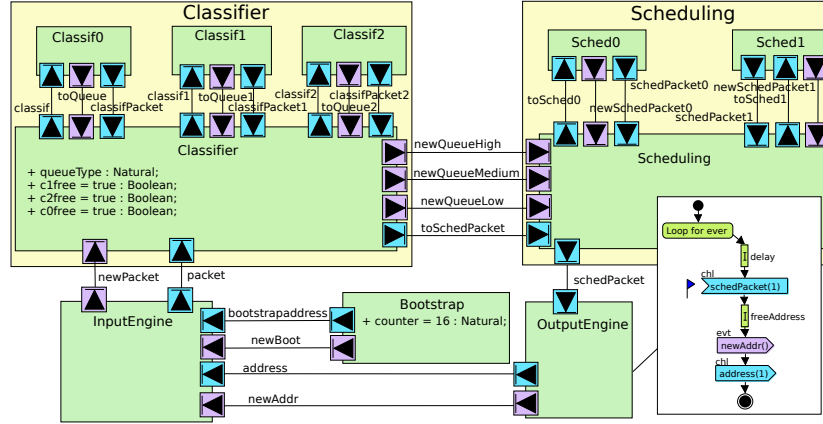 Classifier
Scheduling
Classif0
Classif1
Classif2
Sched0
Sched1
classif
toQueue
classifPacket
classif1
toQueue1
classifPacket1
classif2
toQueue2
classifPacket2
toSched0
newSchedPacket0
schedPacket0
schedPacket1
toSched1
newSchedPacket1
Classifier
+ queueType : Natural;
+ c1free = true : Boolean;
+ c2free = true : Boolean;
+ c0free = true : Boolean;
newQueueHigh
newQueueMedium
newQueueLow
toSchedPacket
Scheduling
newPacket
packet
schedPacket
InputEngine
bootstrapaddress
newBoot
address
newAddr
Bootstrap
+ counter = 16 : Natural;
OutputEngine
Loop for ever
delay
chl
schedPacket(1)
freeAddress
evt
newAddr()
chl
address(1)